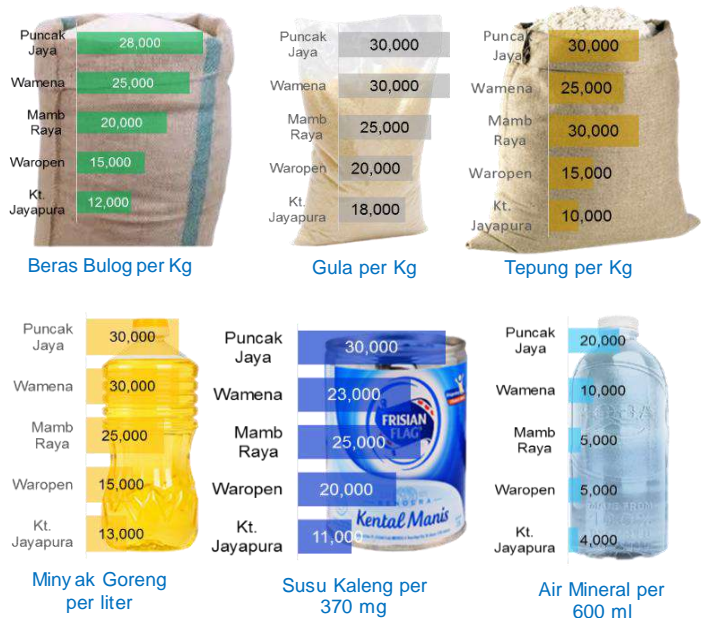 Puncak
Jaya
28,000
Wamena
25,000
Mamb
Raya
20,000
Waropen
15,000
Kt.
Jayapura
12,000
Beras Bulog per Kg
Puncak
Jaya
30,000
Wamena
30,000
Mamb
Raya
25,000
Waropen
20,000
Kt.
Jayapura
18,000
Gula per Kg
Puncak
Jaya
30,000
Wamena
25,000
Mamb
Raya
30,000
Waropen
15,000
Kt.
Jayapura
10,000
Tepung per Kg
Puncak
Jaya
30,000
Wamena
30,000
Mamb
Raya
25,000
Waropen
15,000
Kt.
Jayapura
13,000
Minyak Goreng
per liter
Puncak
Jaya
30,000
Wamena
23,000
Mamb
Raya
25,000
Waropen
20,000
Kt.
Jayapura
11,000
FRISIAN
FLAG
Kental Manis
Susu Kaleng per
370 mg
Puncak
Jaya
20,000
Wamena
10,000
Mamb
Raya
5,000
Waropen
5,000
Kt.
Jayapura
4,000
Air Mineral per
600 ml